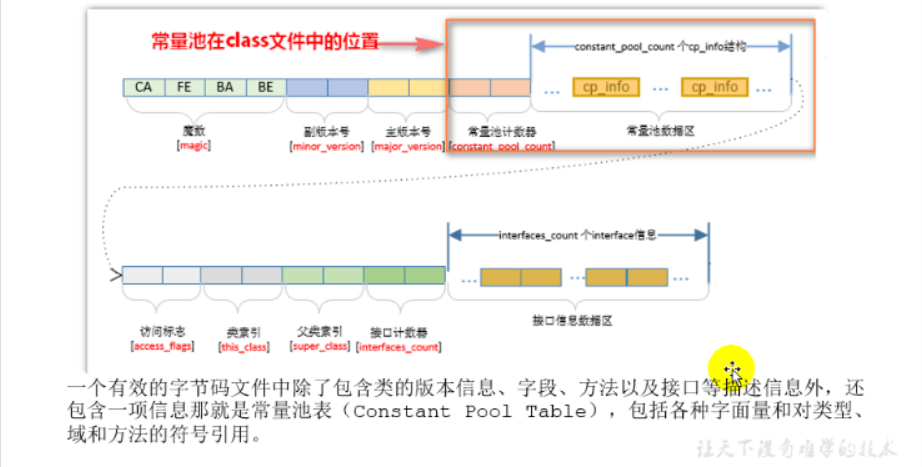 常量池在class文件中的位置
constant_pool_count 个cp_info结构
CA FE BA BE … cp_info … cp_info …
魔数 副版本号 主版本号 常量池计数器 常量池数据区
[magic] [minor_version] [major_version] [constant_pool_count]
interfaces_count 个interface信息
… … …
访问标志 类索引 父类索引 接口计数器 接口信息数据区
[access_flags] [this_class] [super_class] [interfaces_count]
一个有效的字节码文件中除了包含类的版本信息、字段、方法以及接口等描述信息外，还
包含一项信息那就是常量池表（Constant Pool Table），包括各种字面量和对类型、
域和方法的符号引用。
让天下没有难学的技术